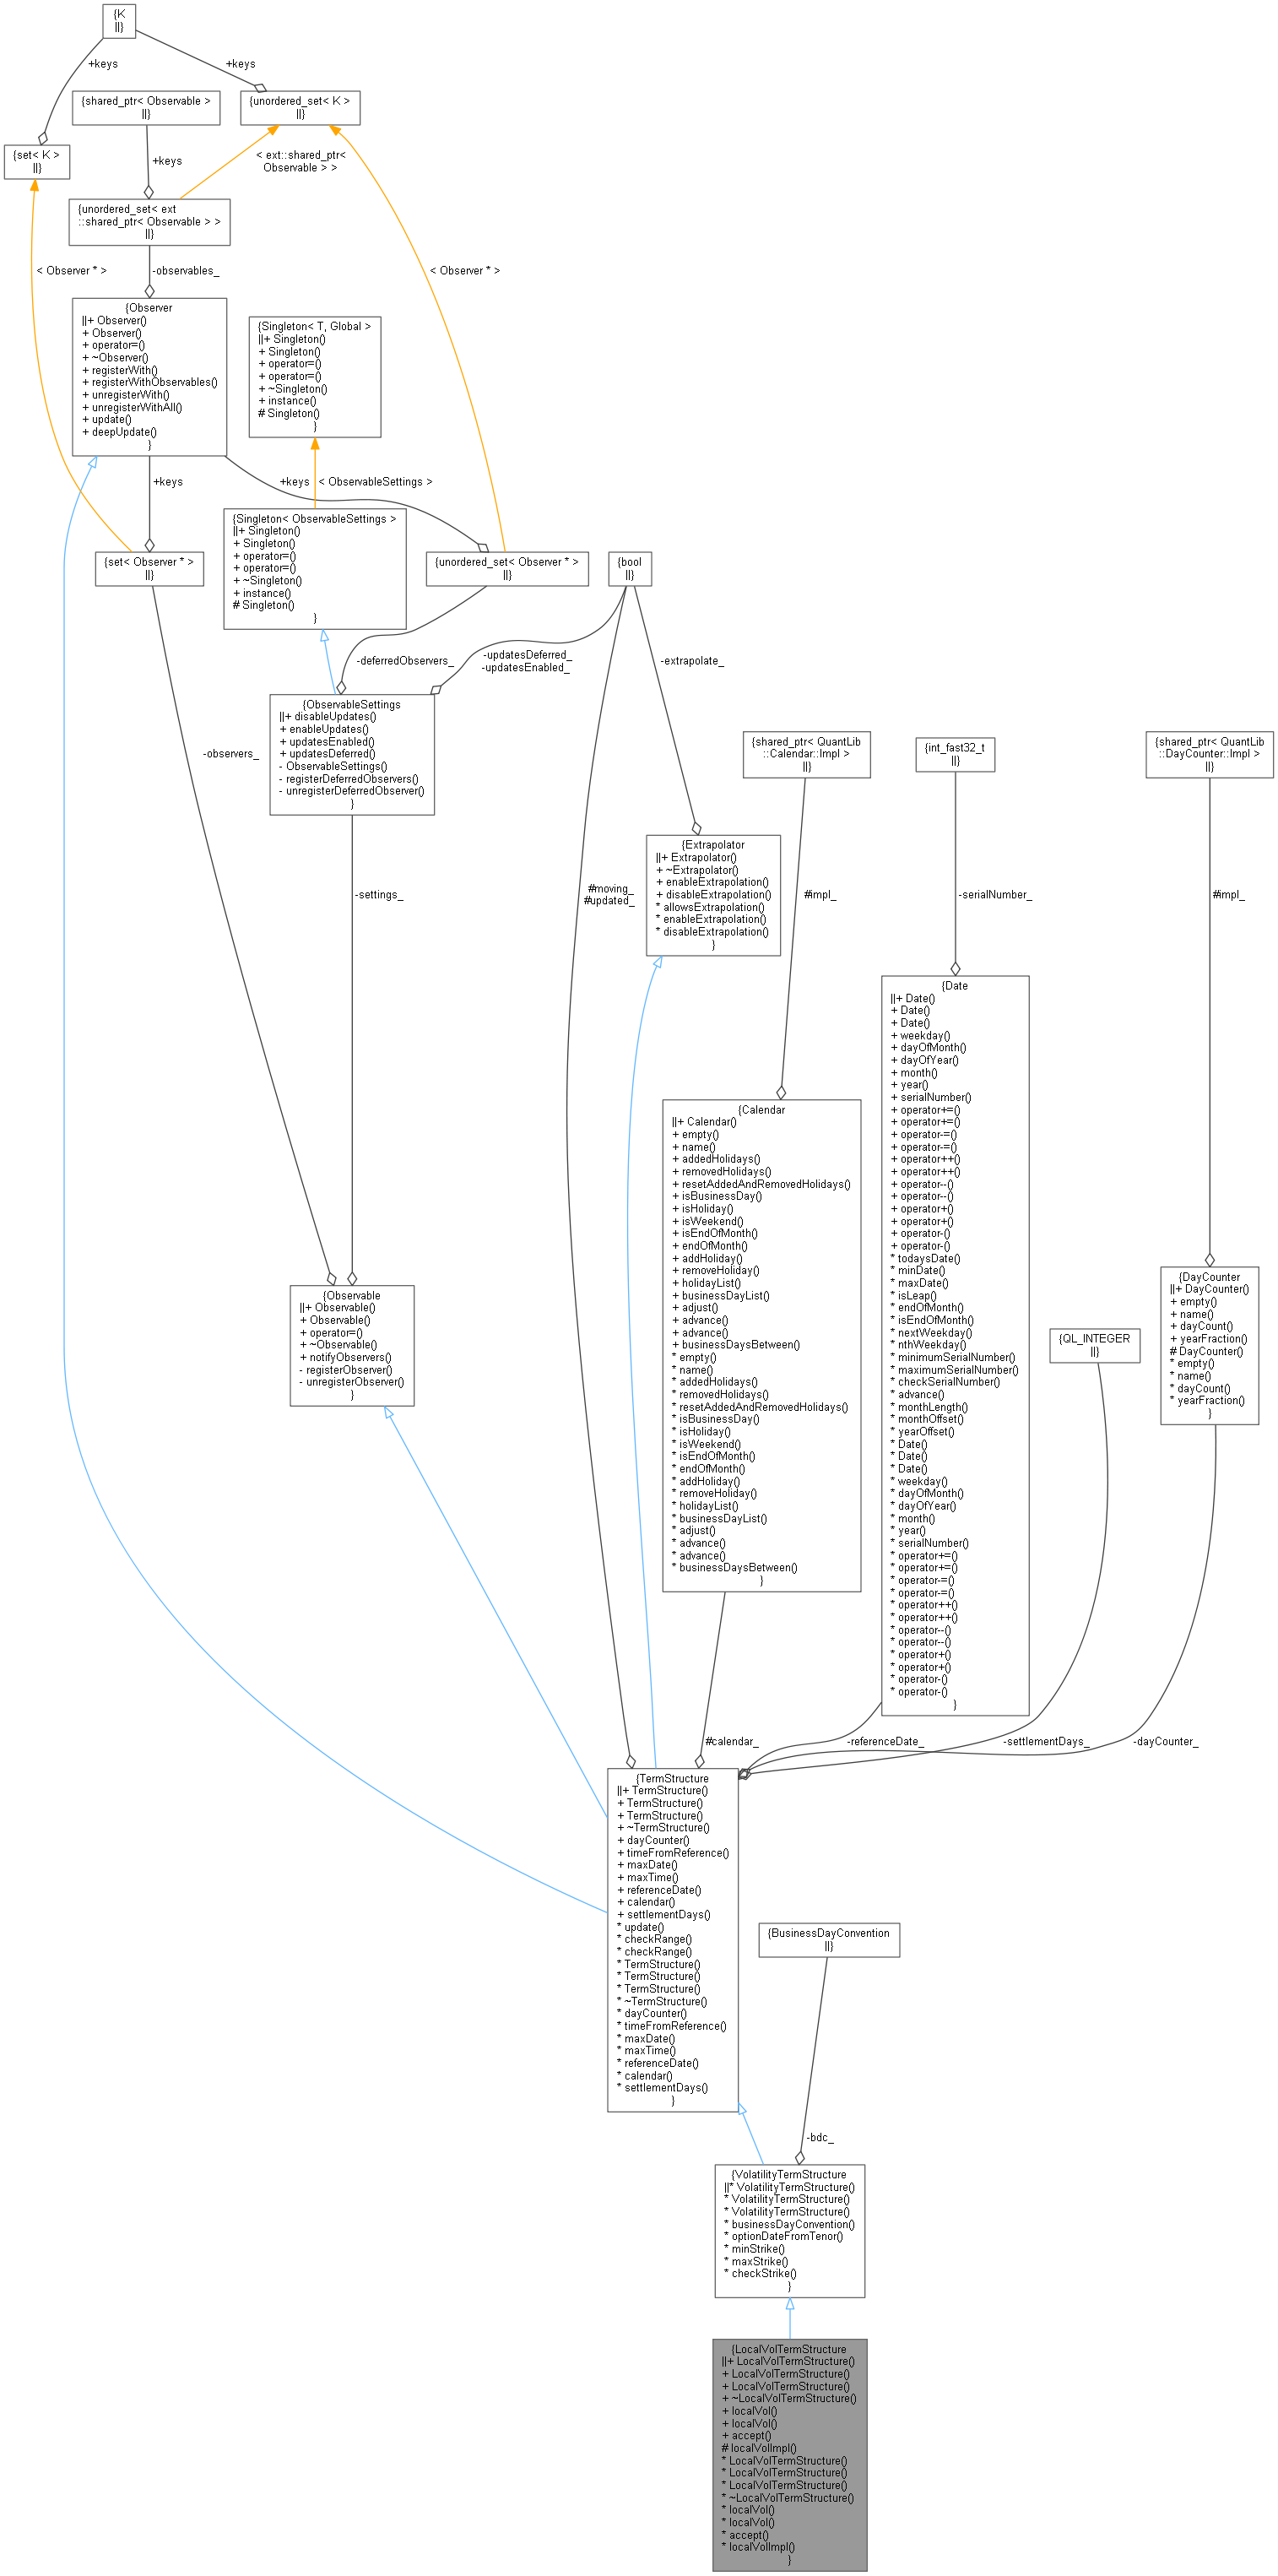 {K
||}
+keys
+keys
{shared_ptr< Observable >
||}
{unordered_set< K >
||}
{set< K >
||}
+keys
< ext::shared_ptr<
Observable > >
{unordered_set< ext
::shared_ptr< Observable > >
||}
< Observer * >
-observables_
< Observer * >
{Observer
||+ Observer()
+ Observer()
+ operator=()
+ ~Observer()
+ registerWith()
+ registerWithObservables()
+ unregisterWith()
+ unregisterWithAll()
+ update()
+ deepUpdate()
}
{Singleton< T, Global >
||+ Singleton()
+ Singleton()
+ operator=()
+ operator=()
+ ~Singleton()
+ instance()
# Singleton()
}
+keys
+keys
< ObservableSettings >
{Singleton< ObservableSettings >
||+ Singleton()
+ Singleton()
+ operator=()
+ operator=()
+ ~Singleton()
+ instance()
# Singleton()
}
{set< Observer * >
||}
{unordered_set< Observer * >
||}
{bool
||}
-deferredObservers_
-updatesDeferred_
-updatesEnabled_
-extrapolate_
{ObservableSettings
||+ disableUpdates()
+ enableUpdates()
+ updatesEnabled()
+ updatesDeferred()
- ObservableSettings()
- registerDeferredObservers()
- unregisterDeferredObserver()
}
-observers_
{shared_ptr< QuantLib
::Calendar::Impl >
||}
{int_fast32_t
||}
{shared_ptr< QuantLib
::DayCounter::Impl >
||}
{Extrapolator
||+ Extrapolator()
+ ~Extrapolator()
+ enableExtrapolation()
+ disableExtrapolation()
* allowsExtrapolation()
* enableExtrapolation()
* disableExtrapolation()
}
-settings_
#moving_
#updated_
#impl_
-serialNumber_
#impl_
{Date
||+ Date()
+ Date()
+ Date()
+ weekday()
+ dayOfMonth()
+ dayOfYear()
+ month()
+ year()
+ serialNumber()
+ operator+=()
+ operator+=()
+ operator-=()
+ operator-=()
+ operator++()
+ operator++()
+ operator--()
+ operator--()
+ operator+()
+ operator+()
+ operator-()
+ operator-()
* todaysDate()
* minDate()
* maxDate()
* isLeap()
* endOfMonth()
* isEndOfMonth()
* nextWeekday()
* nthWeekday()
* minimumSerialNumber()
* maximumSerialNumber()
* checkSerialNumber()
* advance()
* monthLength()
* monthOffset()
* yearOffset()
* Date()
* Date()
* Date()
* weekday()
* dayOfMonth()
* dayOfYear()
* month()
* year()
* serialNumber()
* operator+=()
* operator+=()
* operator-=()
* operator-=()
* operator++()
* operator++()
* operator--()
* operator--()
* operator+()
* operator+()
* operator-()
* operator-()
}
{Calendar
||+ Calendar()
+ empty()
+ name()
+ addedHolidays()
+ removedHolidays()
+ resetAddedAndRemovedHolidays()
+ isBusinessDay()
+ isHoliday()
+ isWeekend()
+ isEndOfMonth()
+ endOfMonth()
+ addHoliday()
+ removeHoliday()
+ holidayList()
+ businessDayList()
+ adjust()
+ advance()
+ advance()
+ businessDaysBetween()
* empty()
* name()
* addedHolidays()
* removedHolidays()
* resetAddedAndRemovedHolidays()
* isBusinessDay()
* isHoliday()
* isWeekend()
* isEndOfMonth()
* endOfMonth()
* addHoliday()
* removeHoliday()
* holidayList()
* businessDayList()
* adjust()
* advance()
* advance()
* businessDaysBetween()
}
{Observable
||+ Observable()
+ Observable()
+ operator=()
+ ~Observable()
+ notifyObservers()
- registerObserver()
- unregisterObserver()
}
{DayCounter
||+ DayCounter()
+ empty()
+ name()
+ dayCount()
+ yearFraction()
# DayCounter()
* empty()
* name()
* dayCount()
* yearFraction()
}
{QL_INTEGER
||}
#calendar_
-referenceDate_
-settlementDays_
-dayCounter_
{TermStructure
||+ TermStructure()
+ TermStructure()
+ TermStructure()
+ ~TermStructure()
+ dayCounter()
+ timeFromReference()
+ maxDate()
+ maxTime()
+ referenceDate()
+ calendar()
+ settlementDays()
* update()
* checkRange()
* checkRange()
* TermStructure()
* TermStructure()
* TermStructure()
* ~TermStructure()
* dayCounter()
* timeFromReference()
* maxDate()
* maxTime()
* referenceDate()
* calendar()
* settlementDays()
}
{BusinessDayConvention
||}
-bdc_
{VolatilityTermStructure
||* VolatilityTermStructure()
* VolatilityTermStructure()
* VolatilityTermStructure()
* businessDayConvention()
* optionDateFromTenor()
* minStrike()
* maxStrike()
* checkStrike()
}
{LocalVolTermStructure
||+ LocalVolTermStructure()
+ LocalVolTermStructure()
+ LocalVolTermStructure()
+ ~LocalVolTermStructure()
+ localVol()
+ localVol()
+ accept()
# localVolImpl()
* LocalVolTermStructure()
* LocalVolTermStructure()
* LocalVolTermStructure()
* ~LocalVolTermStructure()
* localVol()
* localVol()
* accept()
* localVolImpl()
}